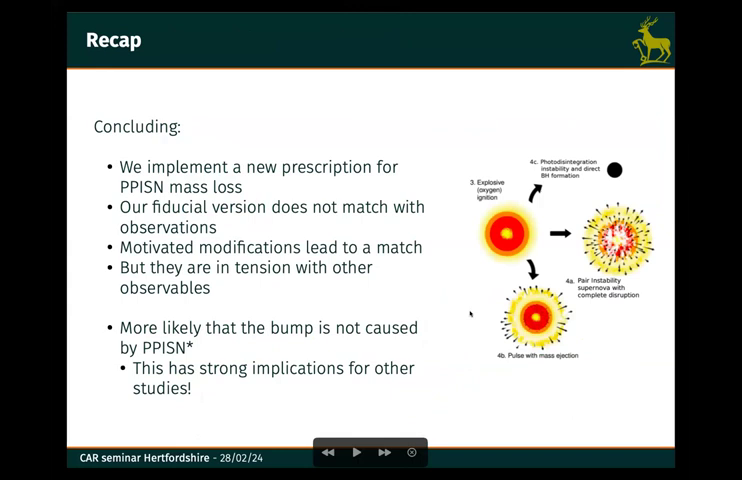 Recap
Concluding:
• We implement a new prescription for
PPISN mass loss
• Our fiducial version does not match with
observations
• Motivated modifications lead to a match
• But they are in tension with other
observables
• More likely that the bump is not caused
by PPISN*
• This has strong implications for other
studies!
3. Explosive
(oxygen)
ignition
4c. Photodisintegration
instability and direct
BH formation
4a. Pair Instability
supernova with
complete disruption
4b. Pulse with mass ejection
CAR seminar Hertfordshire - 28/02/24